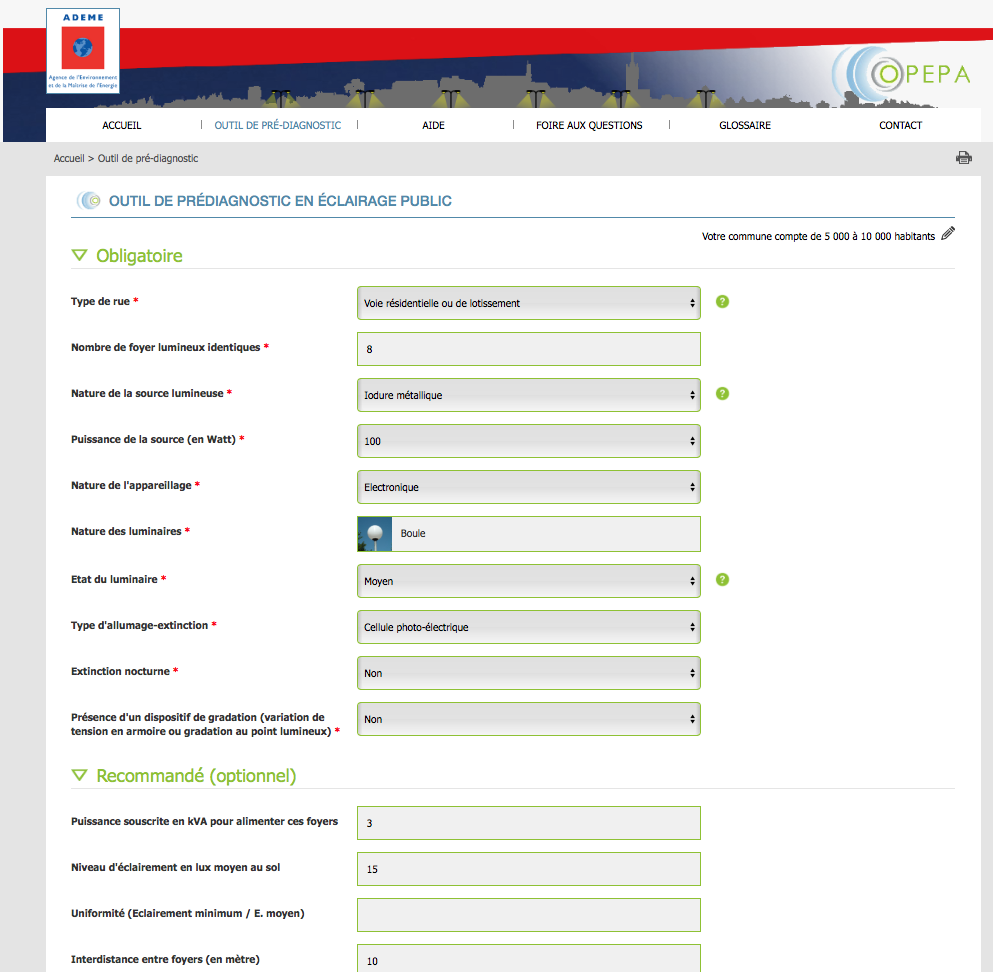 ADEME
Agence de l'Environnement
et de la Maîtrise de l'Energie
OPEPA
ACCUEIL
OUTIL DE PRÉ-DIAGNOSTIC
AIDE
FOIRE AUX QUESTIONS
GLOSSAIRE
CONTACT
Accueil > Outil de pré-diagnostic
OUTIL DE PRÉDIAGNOSTIC EN ÉCLAIRAGE PUBLIC
Votre commune compte de 5 000 à 10 000 habitants
Obligatoire
Type de rue * Voie résidentielle ou de lotissement ?
Nombre de foyer lumineux identiques * 8
Nature de la source lumineuse * Iodure métallique ?
Puissance de la source (en Watt) * 100
Nature de l'appareillage * Electronique
Nature des luminaires * Boule
Etat du luminaire * Moyen ?
Type d'allumage-extinction * Cellule photo-électrique
Extinction nocturne * Non
Présence d'un dispositif de gradation (variation de
tension en armoire ou gradation au point lumineux) * Non
Recommandé (optionnel)
Puissance souscrite en kVA pour alimenter ces foyers 3
Niveau d'éclairement en lux moyen au sol 15
Uniformité (Eclairement minimum / E. moyen)
Interdistance entre foyers (en mètre) 10